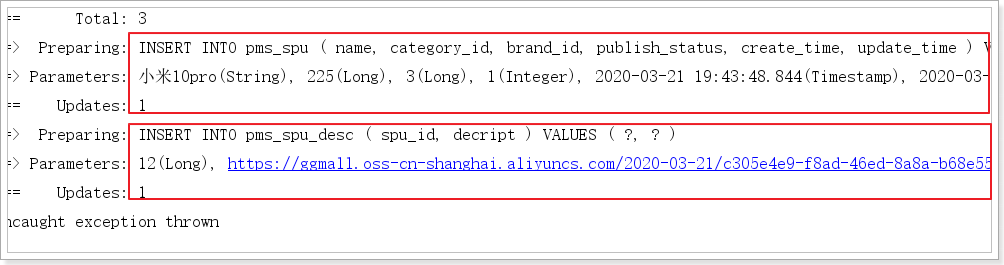 ==      Total: 3
=>  Preparing: INSERT INTO pms_spu ( name, category_id, brand_id, publish_status, create_time, update_time )
=> Parameters: 小米10pro(String), 225(Long), 3(Long), 1(Integer), 2020-03-21 19:43:48.844(Timestamp), 2020-03-
==    Updates: 1
=>  Preparing: INSERT INTO pms_spu_desc ( spu_id, decript ) VALUES ( ?, ? )
=> Parameters: 12(Long), https://ggmall.oss-cn-shanghai.aliyuncs.com/2020-03-21/c305e4e9-f8ad-46ed-8a8a-b68e55
==    Updates: 1
ncaught exception thrown